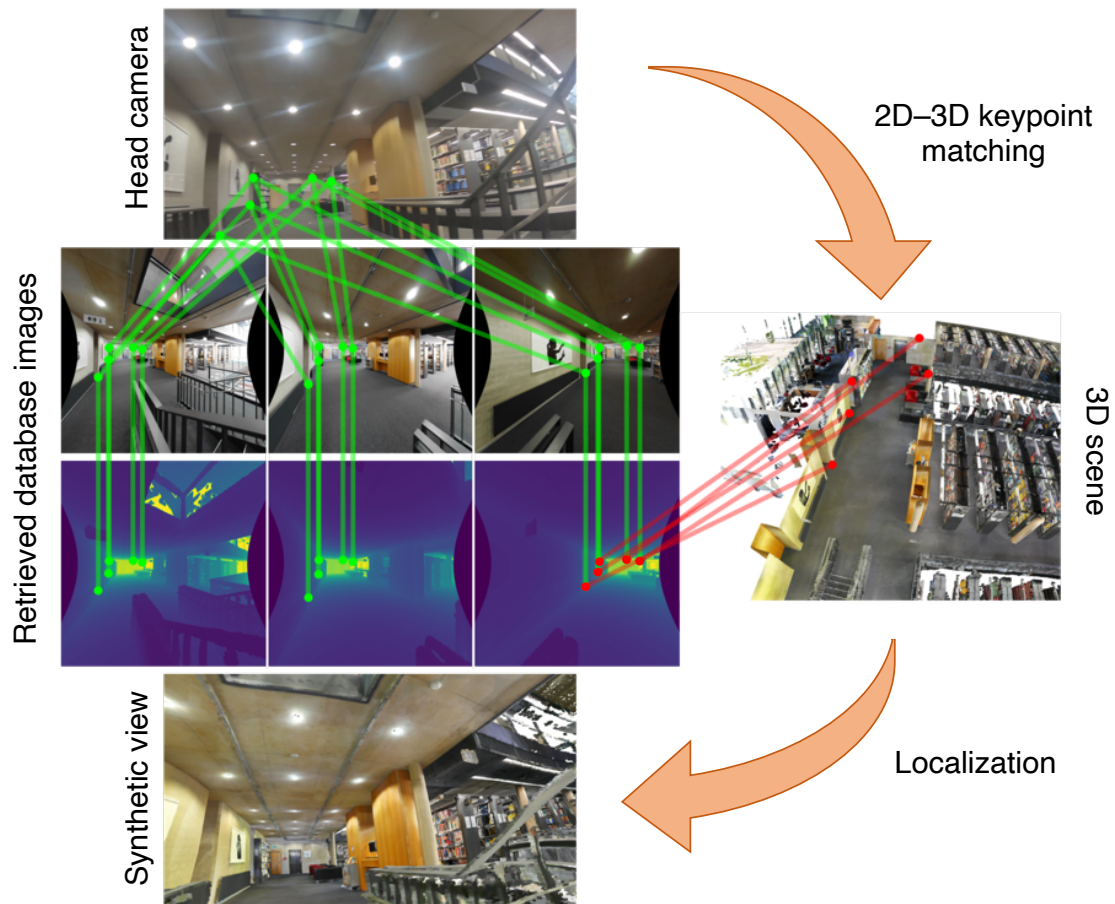 Head camera
2D–3D keypoint
matching
Retrieved database images
3D scene
Synthetic view
Localization